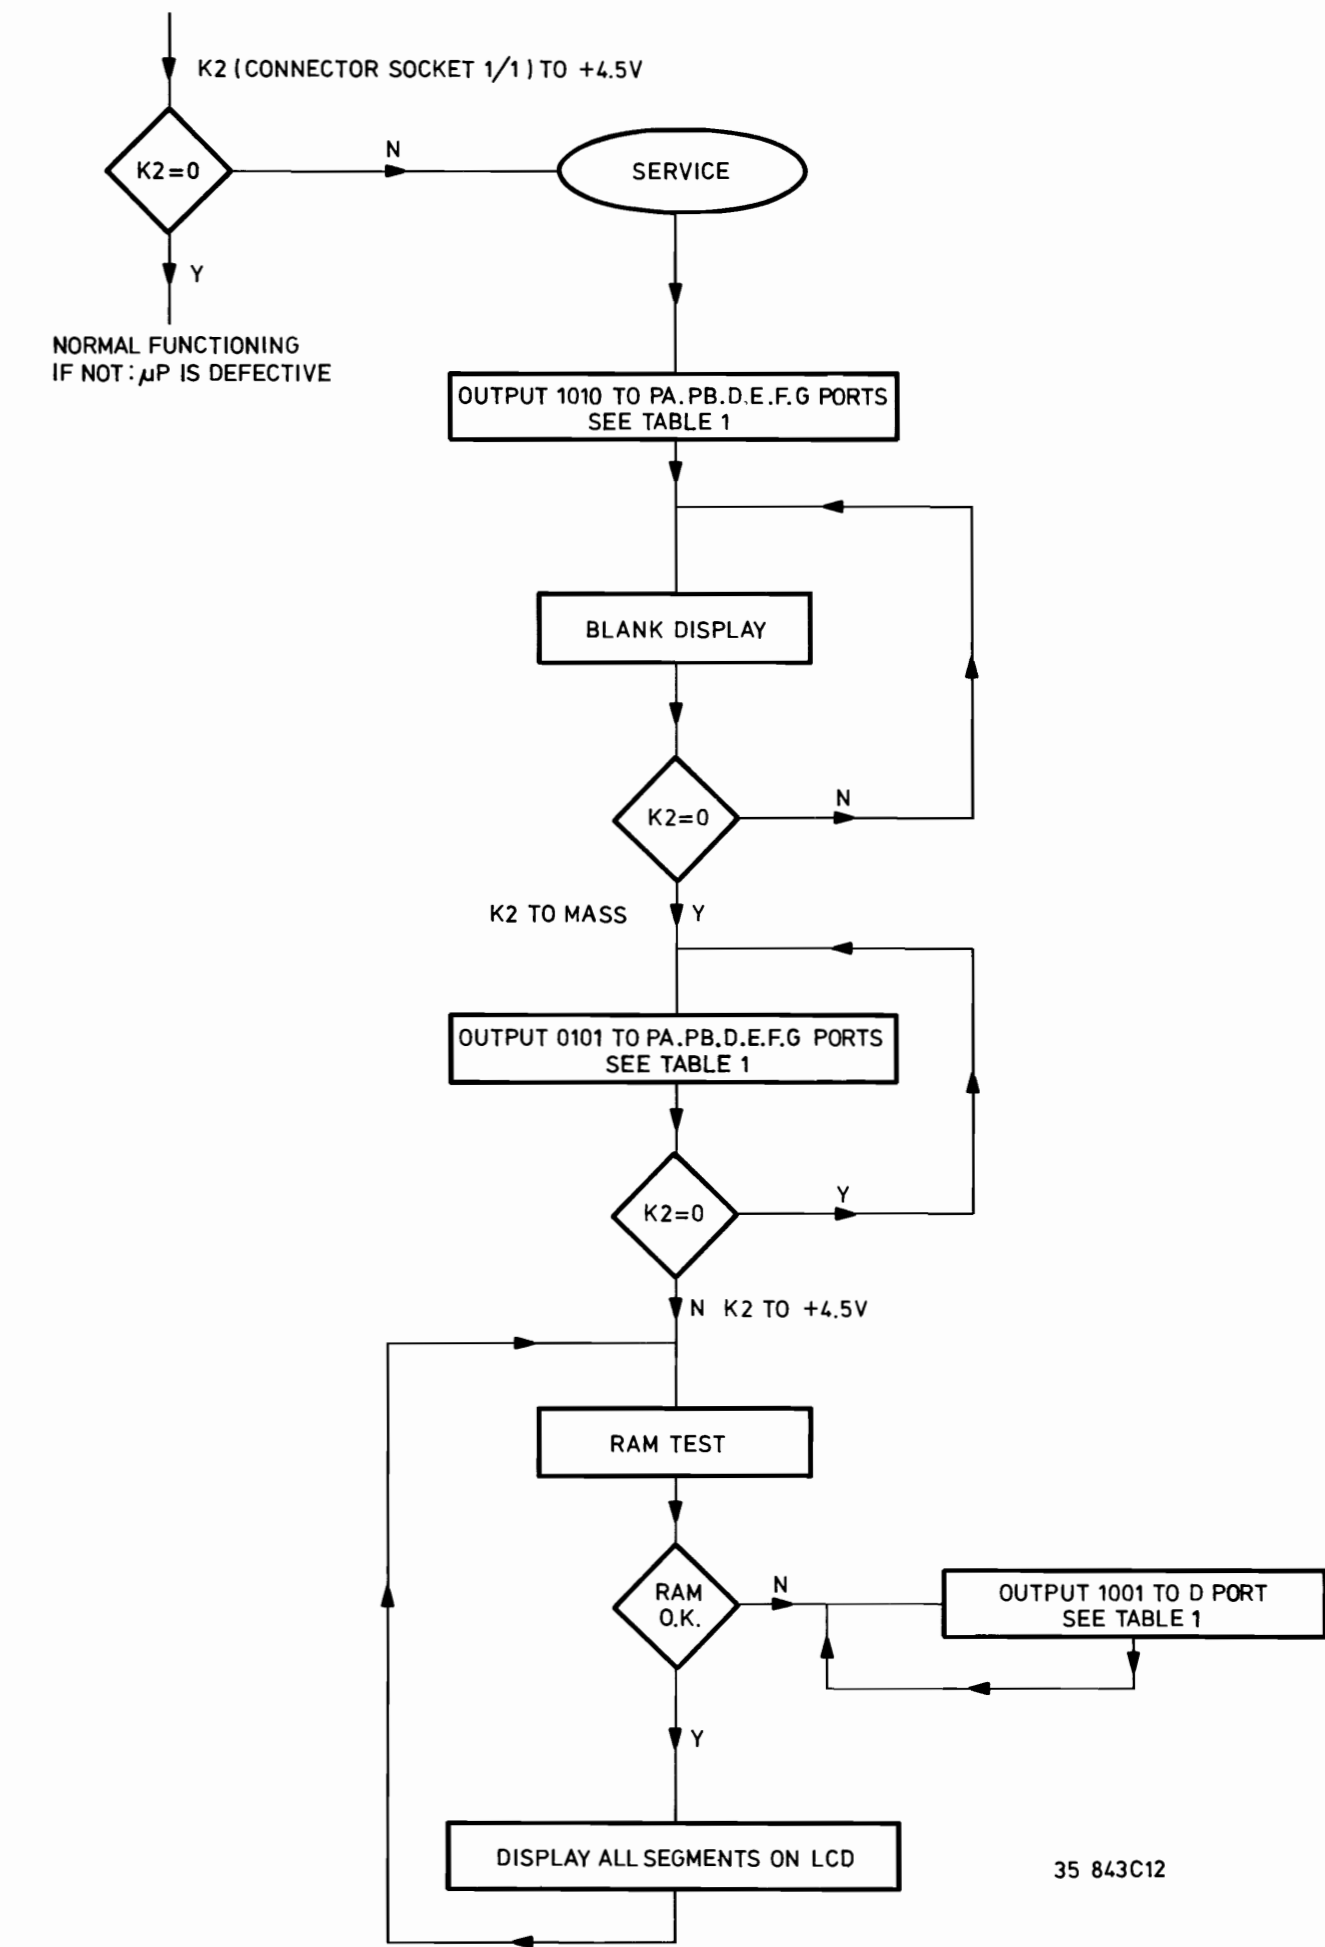 K2 (CONNECTOR SOCKET 1/1) TO +4.5V
K2=0
N
SERVICE
Y
NORMAL FUNCTIONING
IF NOT: µP IS DEFECTIVE
OUTPUT 1010 TO PA.PB.D.E.F.G PORTS
SEE TABLE 1
BLANK DISPLAY
K2=0
N
K2 TO MASS
Y
OUTPUT 0101 TO PA.PB.D.E.F.G PORTS
SEE TABLE 1
K2=0
Y
N K2 TO +4.5V
RAM TEST
RAM
O.K.
N
OUTPUT 1001 TO D PORT
SEE TABLE 1
Y
DISPLAY ALL SEGMENTS ON LCD
35 843C12